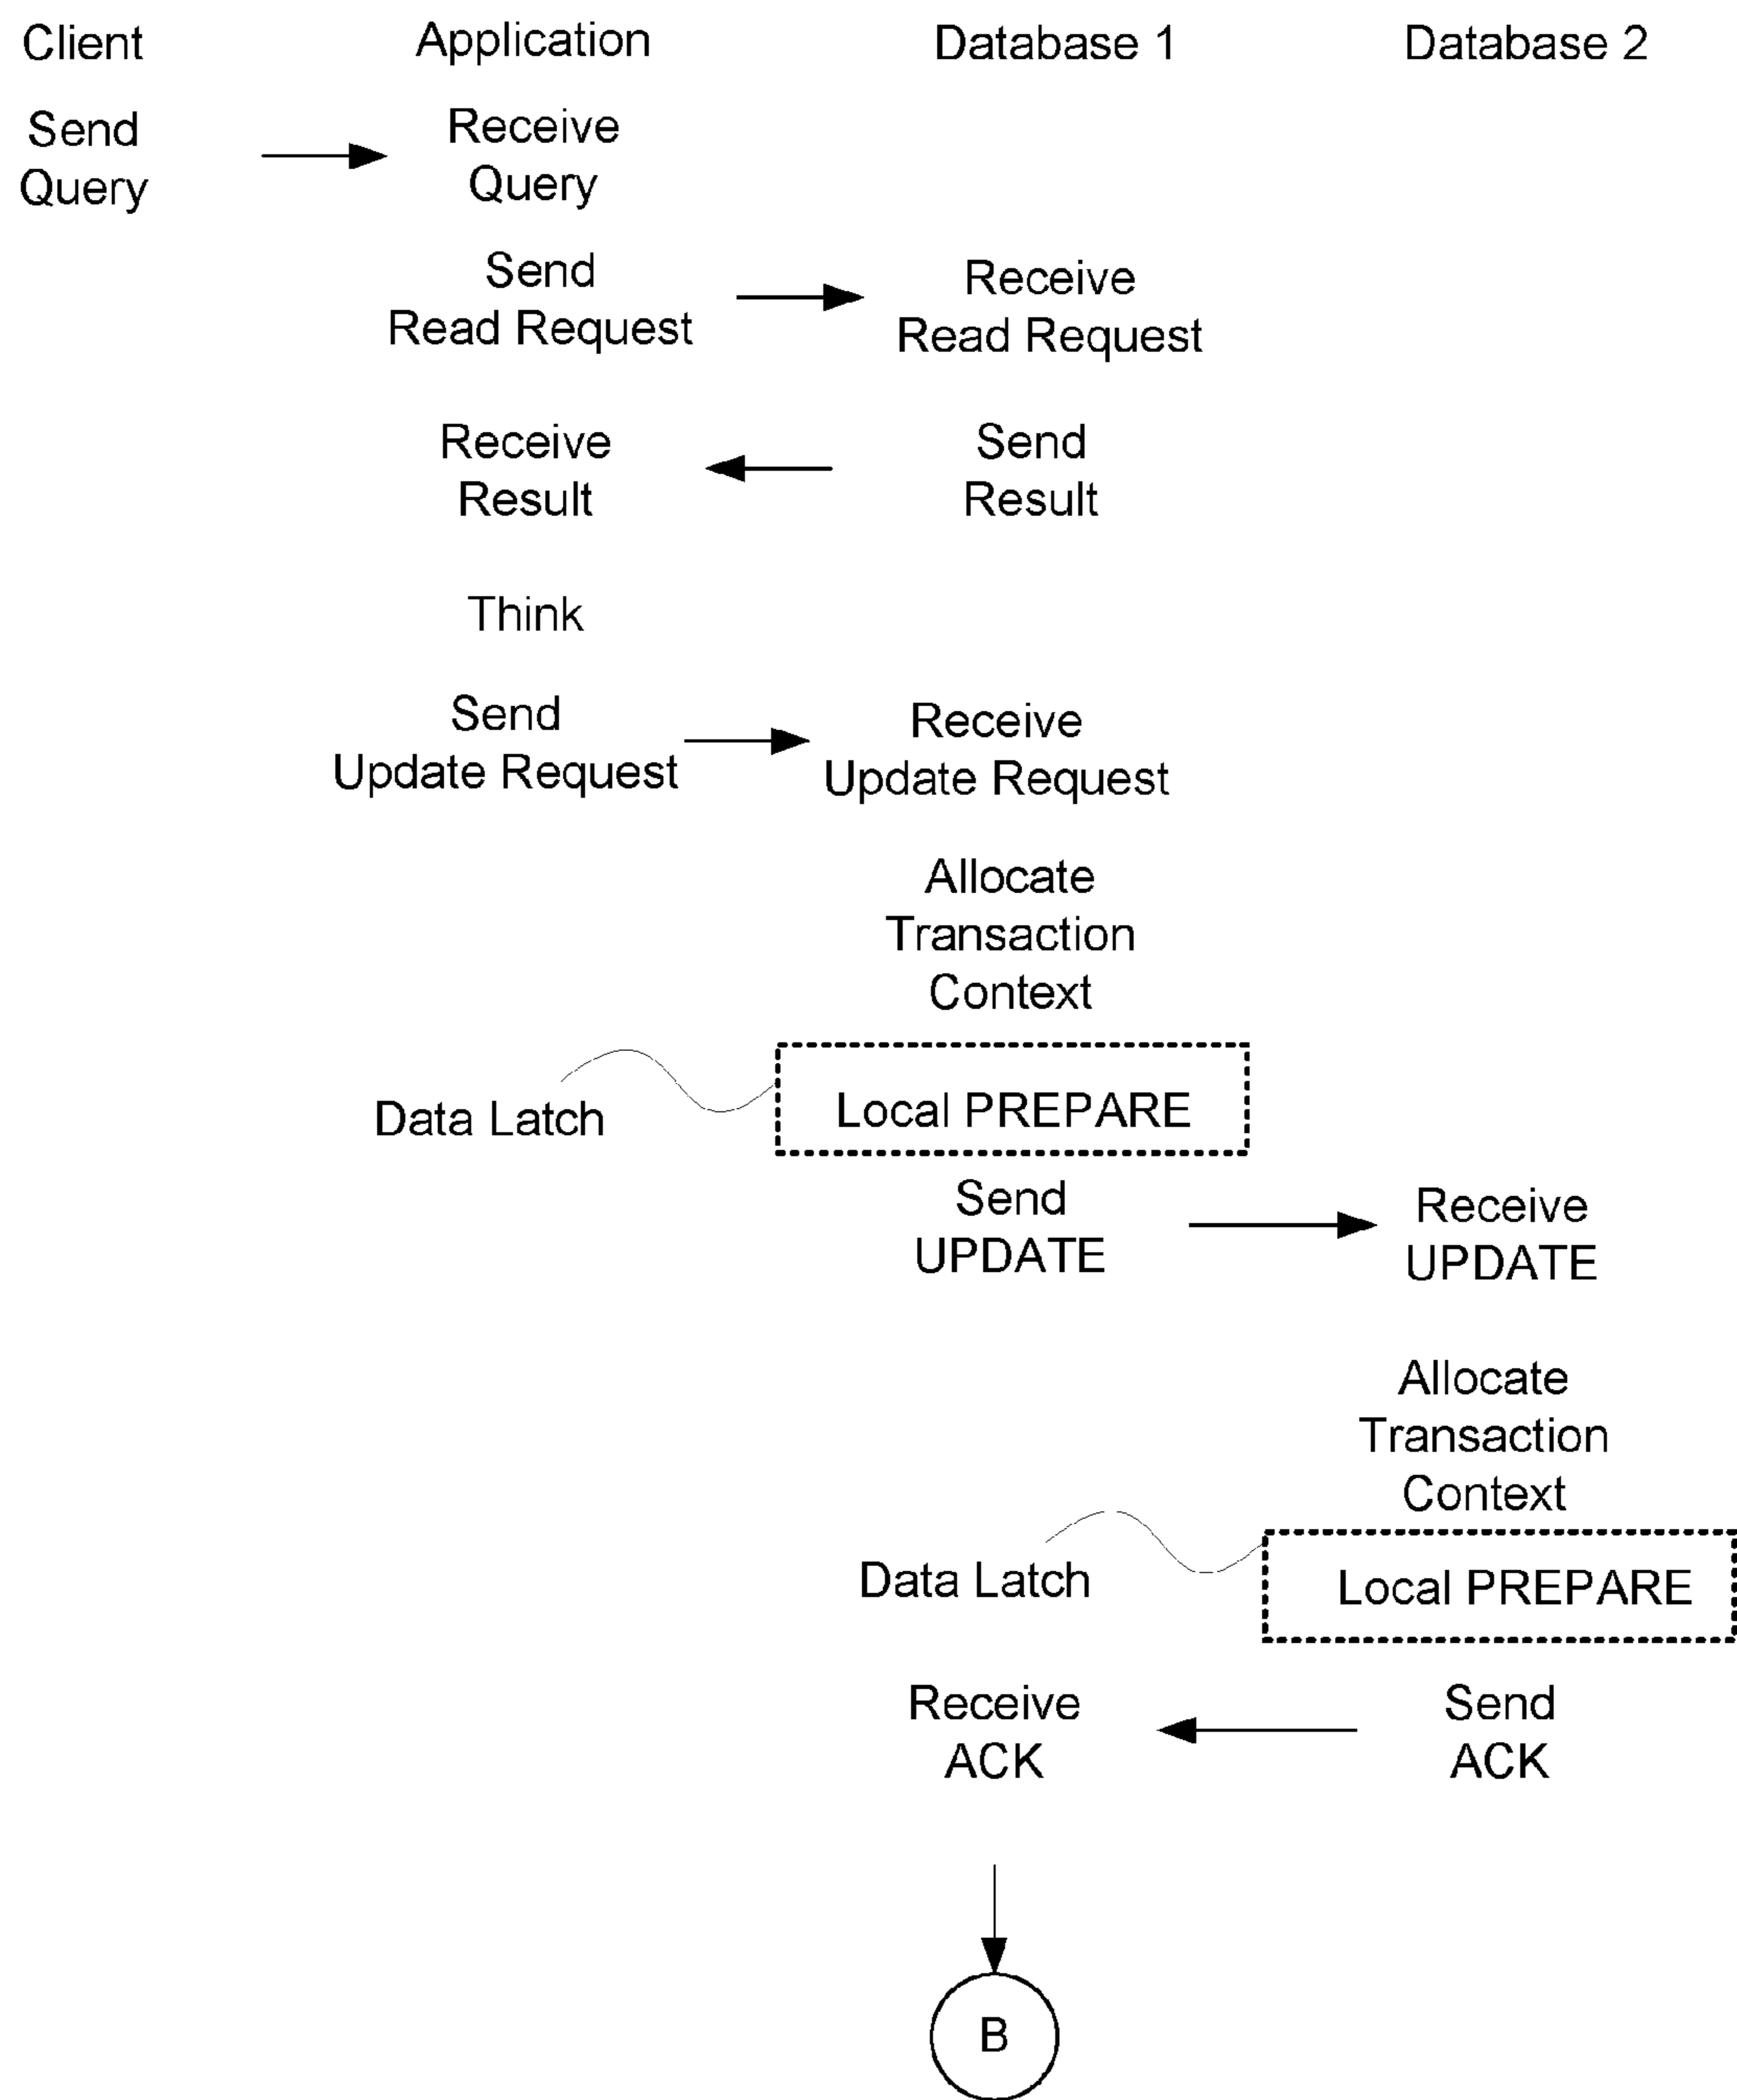 Client
Application
Database 1
Database 2
Send
Query
Receive
Query
Send
Read Request
Receive
Read Request
Receive
Result
Send
Result
Think
Send
Update Request
Receive
Update Request
Allocate
Transaction
Context
Data Latch
Local PREPARE
Send
UPDATE
Receive
UPDATE
Allocate
Transaction
Context
Data Latch
Local PREPARE
Receive
ACK
Send
ACK
B